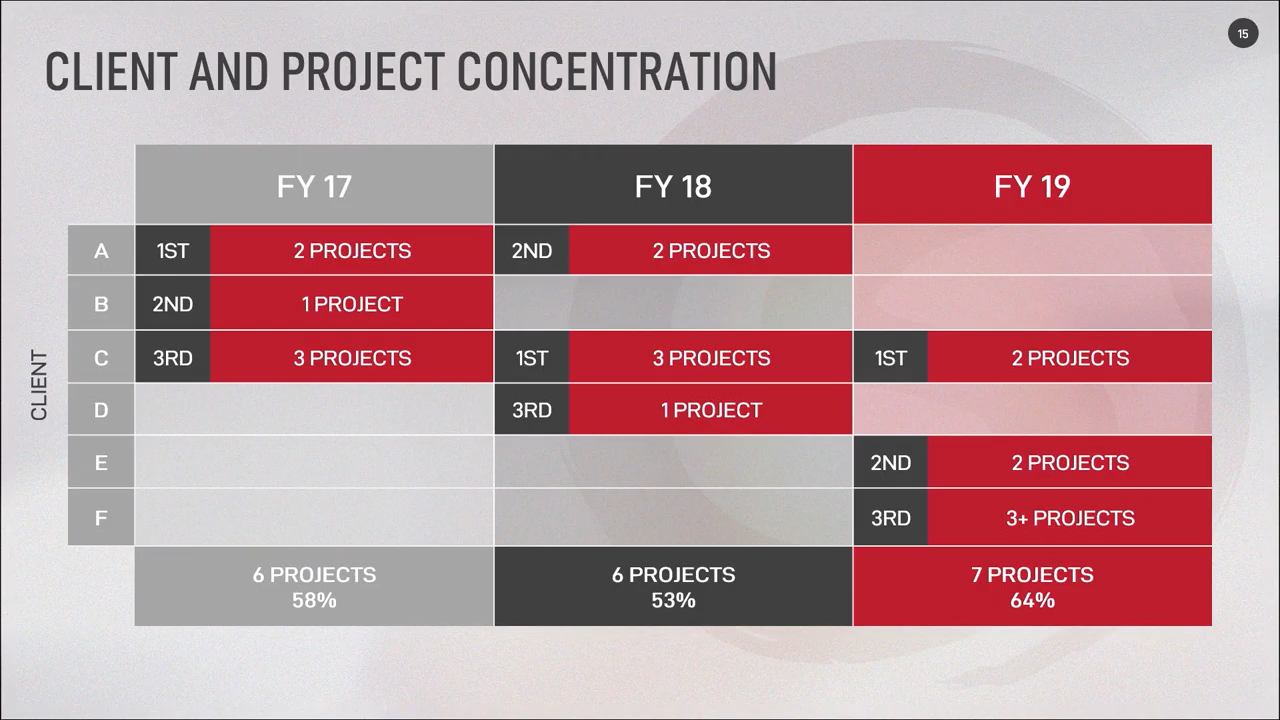 15
CLIENT AND PROJECT CONCENTRATION
FY 17 FY 18 FY 19
A 1ST 2 PROJECTS 2ND 2 PROJECTS
B 2ND 1 PROJECT
C 3RD 3 PROJECTS 1ST 3 PROJECTS 1ST 2 PROJECTS
D 3RD 1 PROJECT
E 2ND 2 PROJECTS
F 3RD 3+ PROJECTS
CLIENT
6 PROJECTS 6 PROJECTS 7 PROJECTS
58% 53% 64%